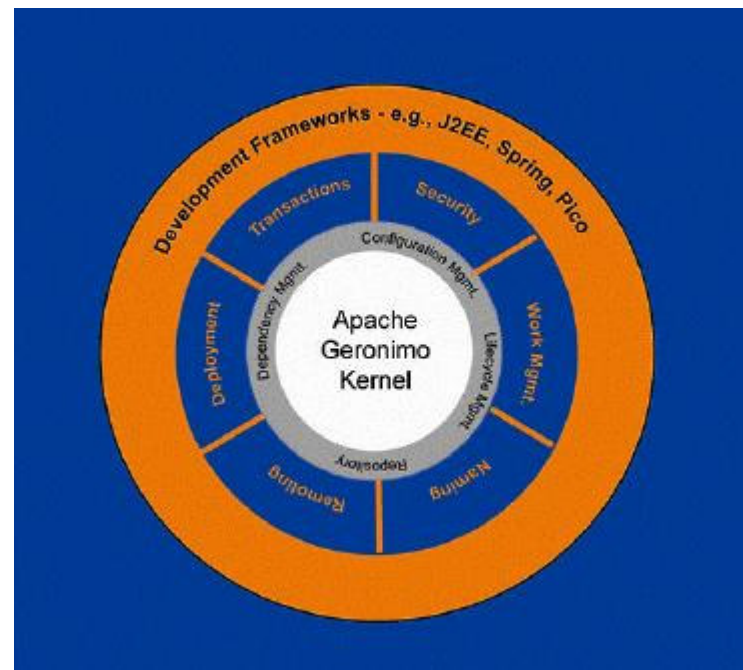 Development Frameworks - e.g., J2EE, Spring, Pico
Transactions
Security
Deployment
Work Mgmt.
Remoting
Naming
Configuration Mgmt.
Dependency Mgmt.
Lifecycle Mgmt.
Repository
Apache
Geronimo
Kernel